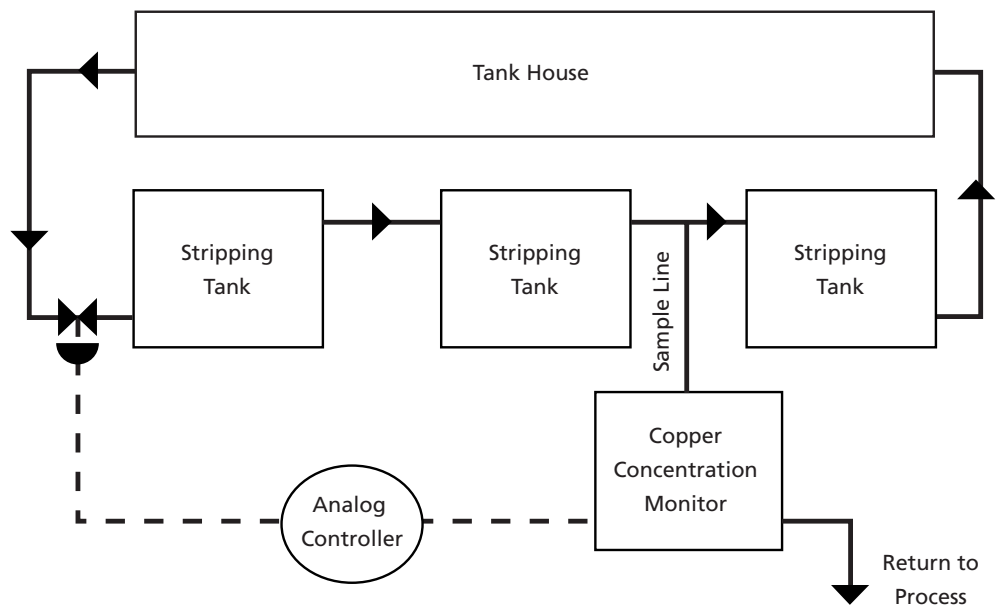 Tank House
Stripping
Tank
Stripping
Tank
Stripping
Tank
Sample Line
Copper
Concentration
Monitor
Analog
Controller
Return to
Process